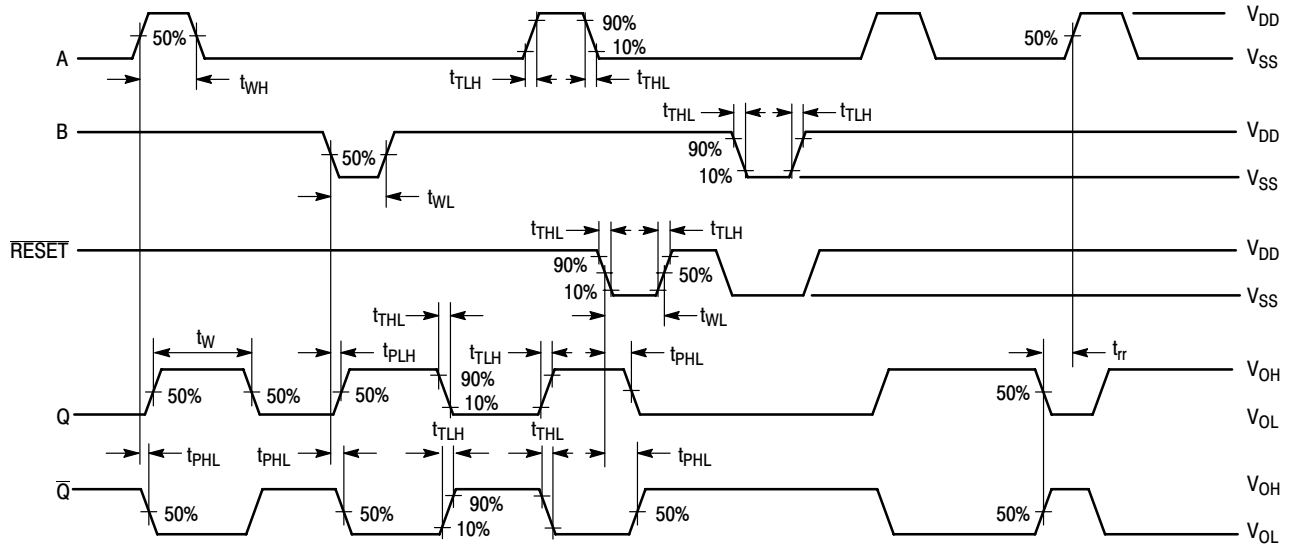 V_DD
50%
90%
10%
50%
A
V_SS
t_WH
t_TLH
t_THL
t_THL
t_TLH
B
V_DD
50%
90%
10%
V_SS
t_WL
t_THL
t_TLH
RESET
V_DD
90%
50%
10%
V_SS
t_THL
t_WL
t_W
t_PLH
t_TLH
t_PHL
t_rr
V_OH
50%
50%
50%
90%
10%
50%
50%
Q
V_OL
t_PHL
t_PHL
t_TLH
t_THL
t_PHL
Q
V_OH
50%
50%
90%
10%
50%
50%
V_OL